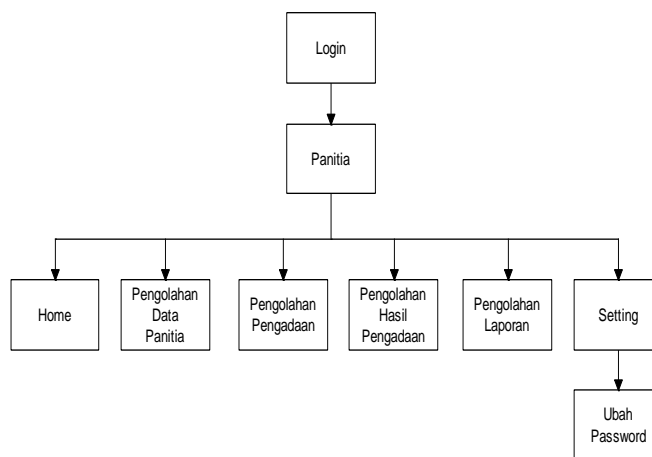 Login
Panitia
Home
Pengolahan
Data
Panitia
Pengolahan
Pengadaan
Pengolahan
Hasil
Pengadaan
Pengolahan
Laporan
Setting
Ubah
Password